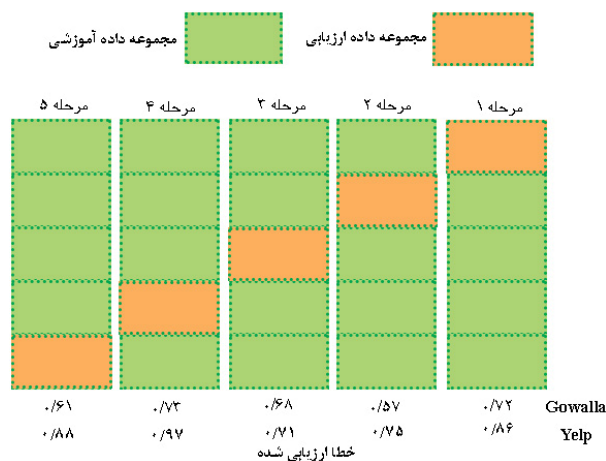 مجموعه داده ارزیابی مجموعه داده آموزشی
مرحله ۱ مرحله ۲ مرحله ۳ مرحله ۴ مرحله ۵
۰/۶۱ ۰/۷۳ ۰/۶۸ ۰/۵۷ ۰/۷۲ Gowalla
۰/۸۸ ۰/۹۷ ۰/۷۱ ۰/۷۵ ۰/۸۶ Yelp
خطا ارزیابی شده